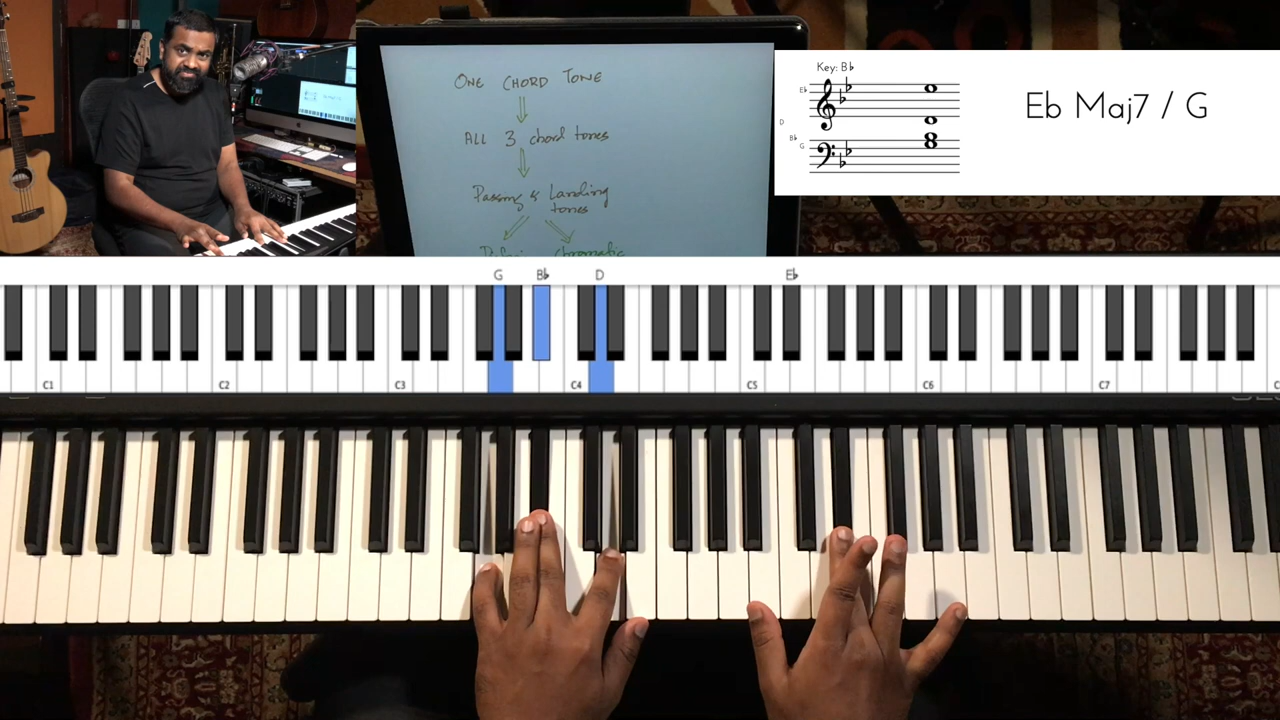 ONE CHORD TONE
ALL 3 chord tones
Passing & Landing
tones
chromatic
Key: B♭
E♭
D
B♭
G
Eb Maj7 / G
G B♭ D E♭
C1 C2 C3 C4 C5 C6 C7